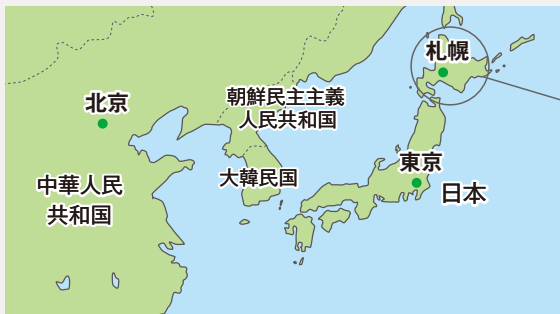 札幌
北京
朝鮮民主主義
人民共和国
東京
大韓民国
中華人民
共和国
日本